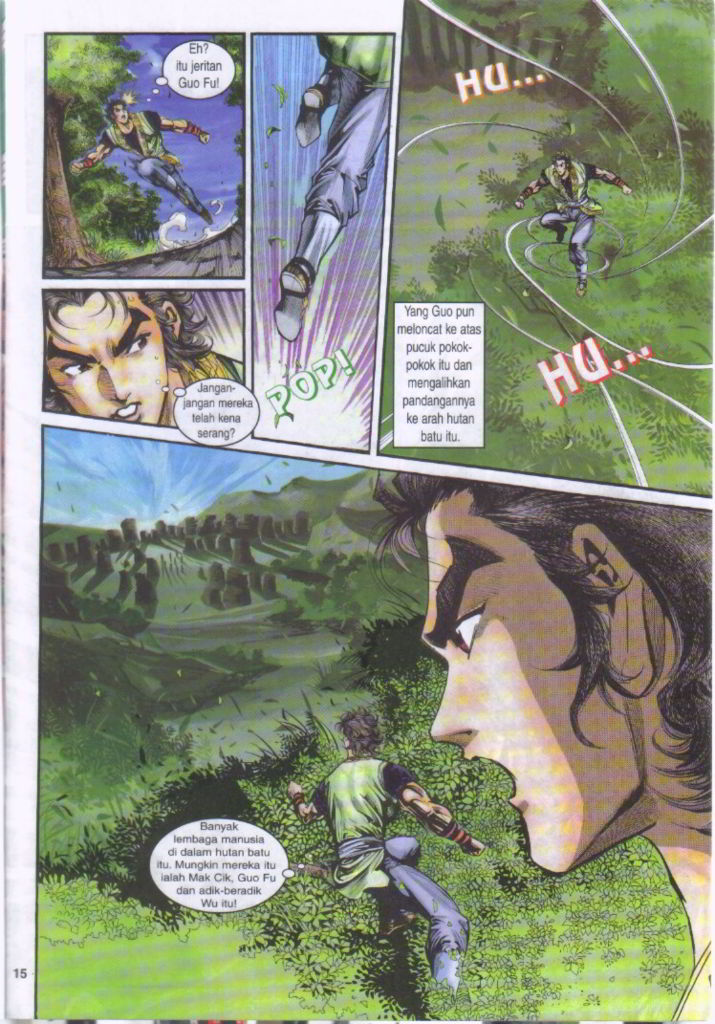 Eh?
itu jeritan
Guo Fu!
Jangan-
jangan mereka
telah kena
serang?
POP!
HU...
Yang Guo pun
meloncat ke atas
pucuk pokok-
pokok itu dan
mengalihkan
pandangannya
ke arah hutan
batu itu.
HU...
Banyak
lembaga manusia
di dalam hutan batu
itu. Mungkin mereka itu
ialah Mak Cik, Guo Fu
dan adik-beradik
Wu itu!
15